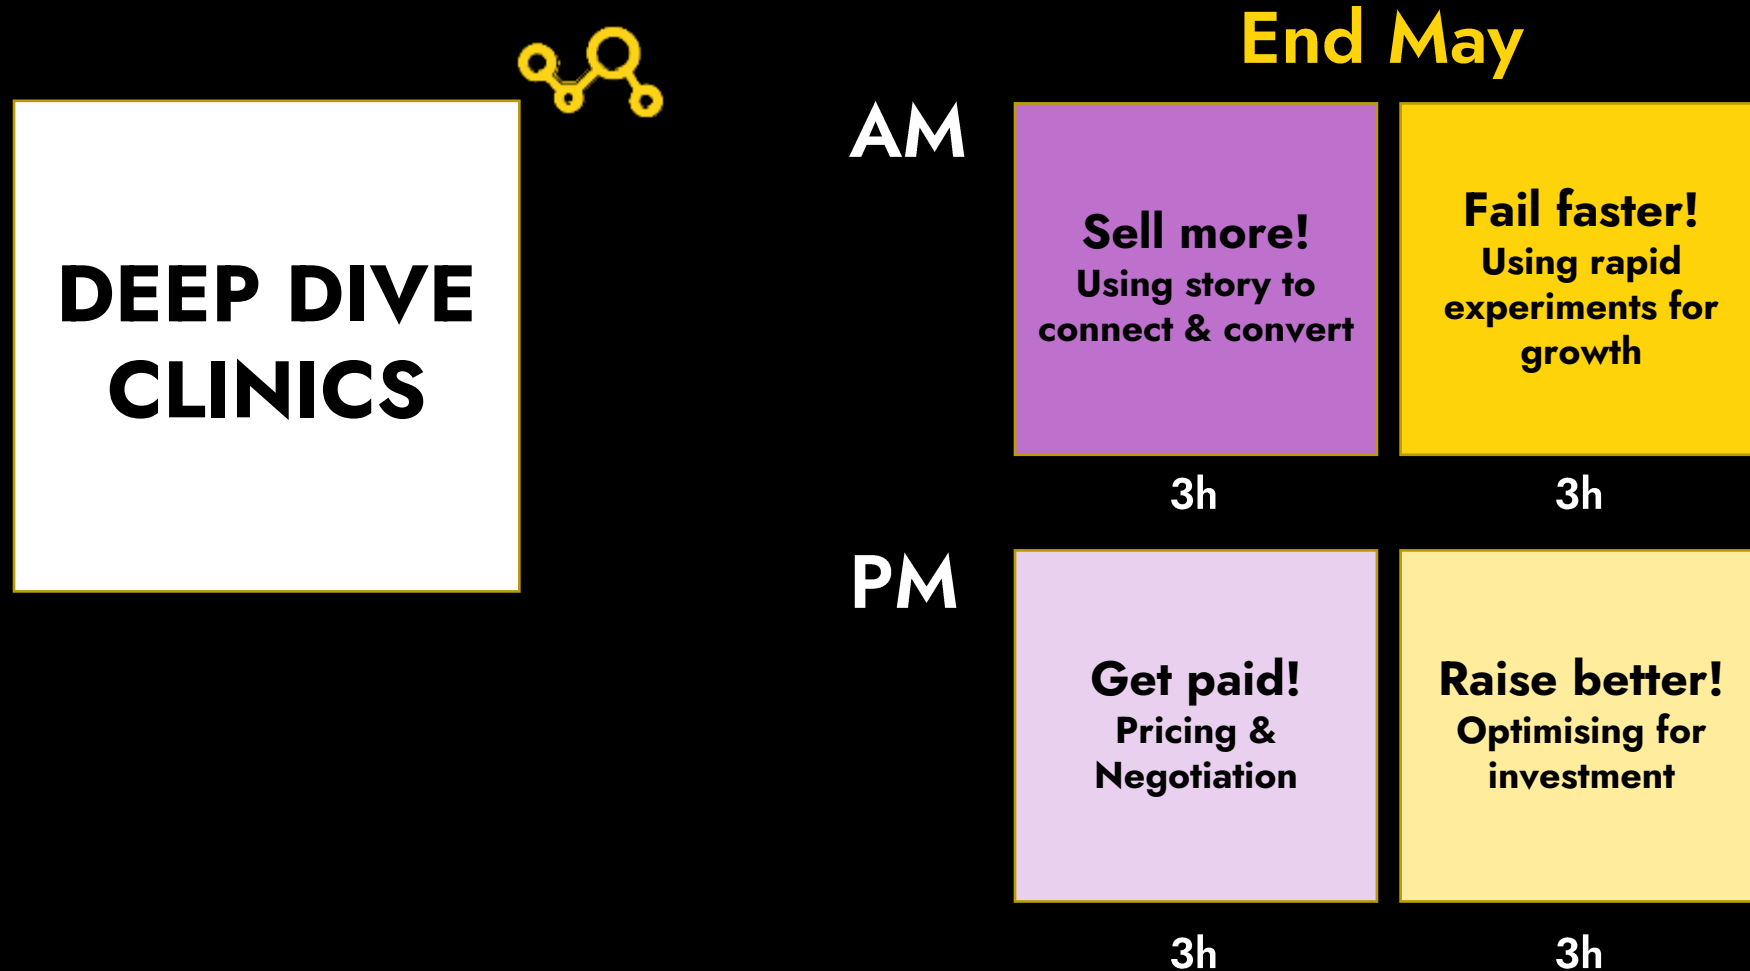 DEEP DIVE
CLINICS
End May
AM
Sell more!
Using story to
connect & convert
3h
Fail faster!
Using rapid
experiments for
growth
3h
PM
Get paid!
Pricing &
Negotiation
3h
Raise better!
Optimising for
investment
3h